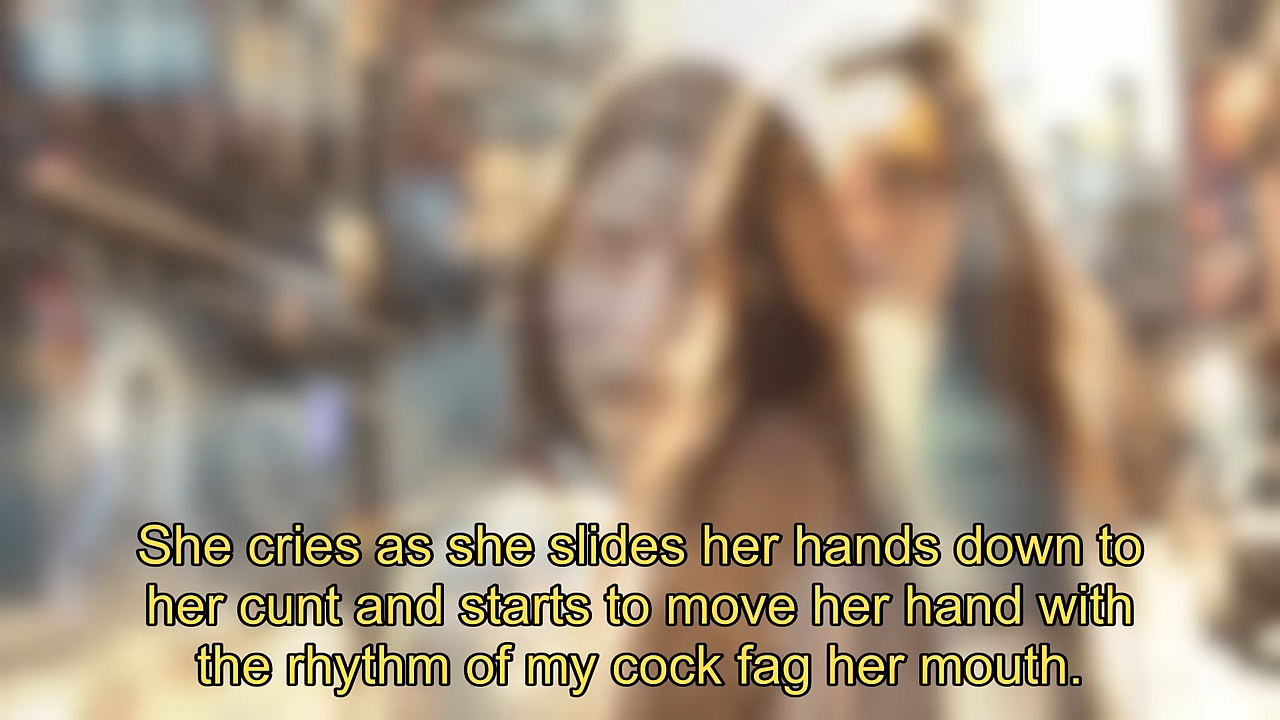 She cries as she slides her hands down to
her cunt and starts to move her hand with
the rhythm of my cock fag her mouth.